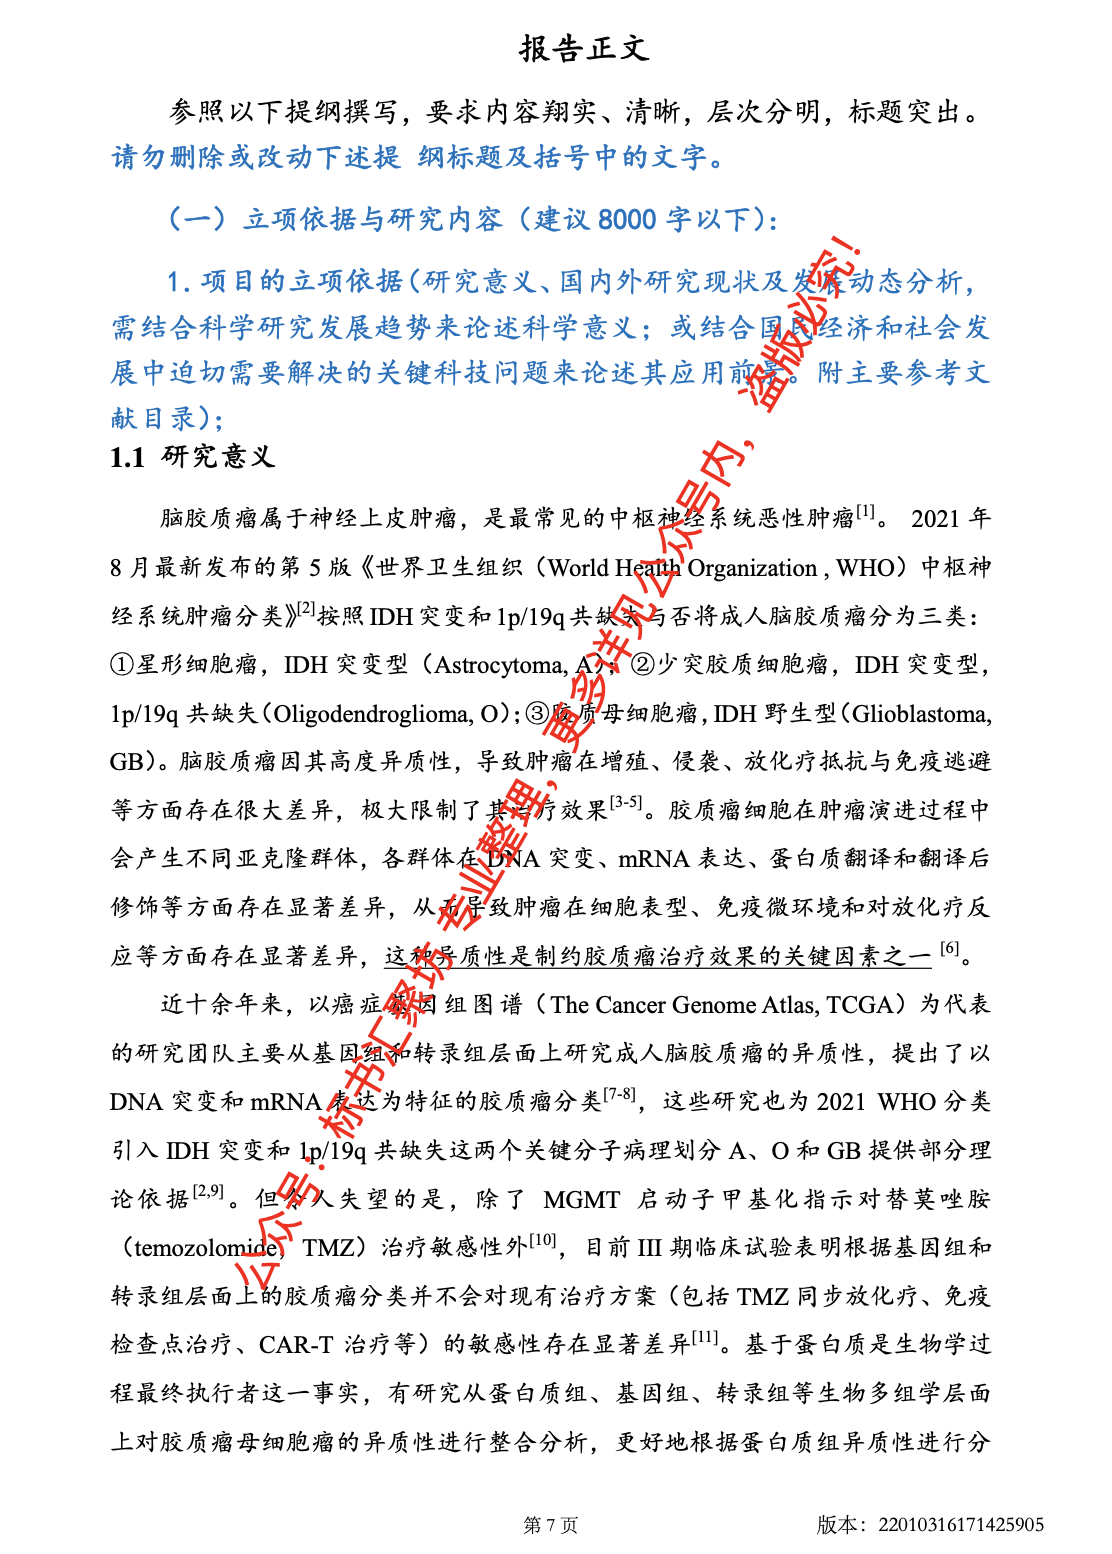 报告正文
参照以下提纲撰写，要求内容翔实、清晰，层次分明，标题突出。
请勿删除或改动下述提 纲标题及括号中的文字。
（一）立项依据与研究内容（建议 8000 字以下）：
1. 项目的立项依据（研究意义、国内外研究现状及发展动态分析，
需结合科学研究发展趋势来论述科学意义；或结合国民经济和社会发
展中迫切需要解决的关键科技问题来论述其应用前景。附主要参考文
献目录）；
1.1 研究意义
脑胶质瘤属于神经上皮肿瘤，是最常见的中枢神经系统恶性肿瘤[1]。 2021 年
8 月最新发布的第 5 版《世界卫生组织（World Health Organization , WHO）中枢神
经系统肿瘤分类》[2]按照 IDH 突变和 1p/19q 共缺失与否将成人脑胶质瘤分为三类：
①星形细胞瘤，IDH 突变型（Astrocytoma, A）；②少突胶质细胞瘤，IDH 突变型，
1p/19q 共缺失（Oligodendroglioma, O）；③胶质母细胞瘤，IDH 野生型（Glioblastoma,
GB）。脑胶质瘤因其高度异质性，导致肿瘤在增殖、侵袭、放化疗抵抗与免疫逃避
等方面存在很大差异，极大限制了其治疗效果[3-5]。胶质瘤细胞在肿瘤演进过程中
会产生不同亚克隆群体，各群体在 DNA 突变、mRNA 表达、蛋白质翻译和翻译后
修饰等方面存在显著差异，从而导致肿瘤在细胞表型、免疫微环境和对放化疗反
应等方面存在显著差异，这种异质性是制约胶质瘤治疗效果的关键因素之一 [6]。
近十余年来，以癌症基因组图谱（The Cancer Genome Atlas, TCGA）为代表
的研究团队主要从基因组和转录组层面上研究成人脑胶质瘤的异质性，提出了以
DNA 突变和 mRNA 表达为特征的胶质瘤分类[7-8]，这些研究也为 2021 WHO 分类
引入 IDH 突变和 1p/19q 共缺失这两个关键分子病理划分 A、O 和 GB 提供部分理
论依据[2,9]。但令人失望的是，除了 MGMT 启动子甲基化指示对替莫唑胺
（temozolomide，TMZ）治疗敏感性外[10]，目前 III 期临床试验表明根据基因组和
转录组层面上的胶质瘤分类并不会对现有治疗方案（包括 TMZ 同步放化疗、免疫
检查点治疗、CAR-T 治疗等）的敏感性存在显著差异[11]。基于蛋白质是生物学过
程最终执行者这一事实，有研究从蛋白质组、基因组、转录组等生物多组学层面
上对胶质瘤母细胞瘤的异质性进行整合分析，更好地根据蛋白质组异质性进行分
公众号：标书汇聚坊 专业整理，更多详见公众号内，盗版必究！
第 7 页
版本：22010316171425905